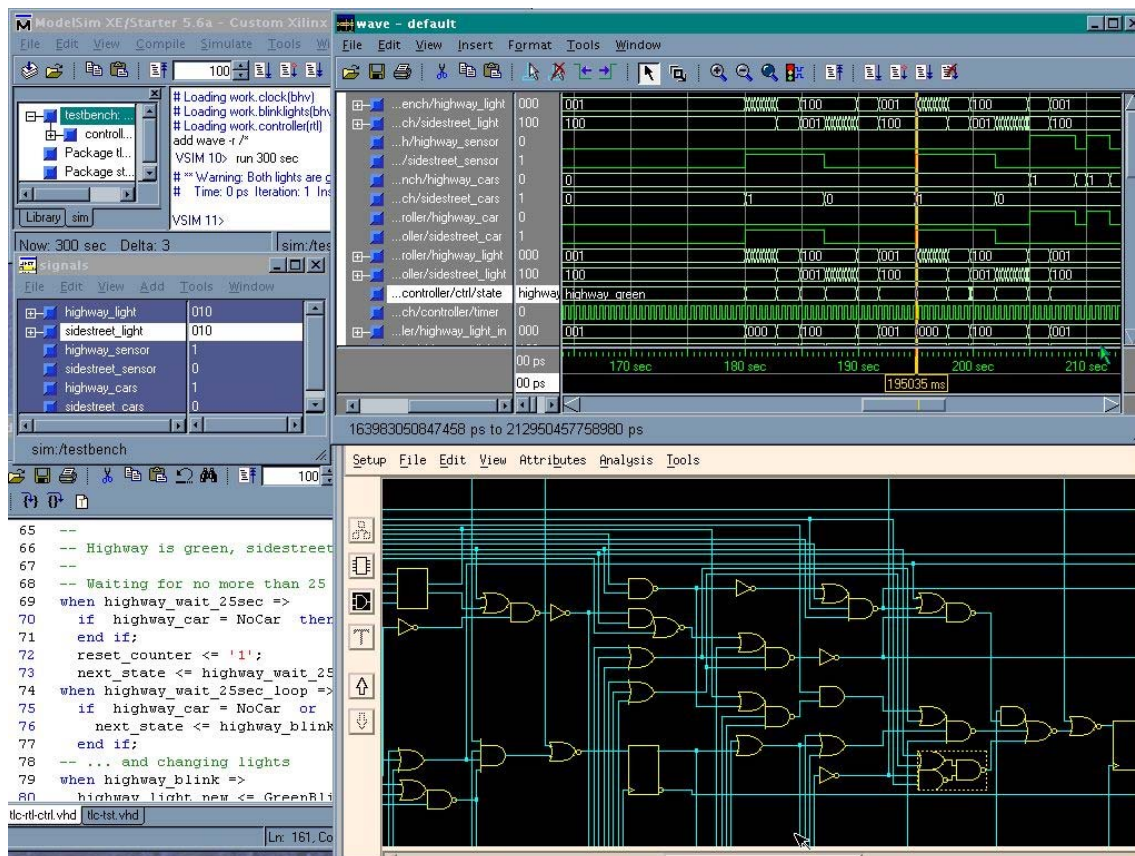 ModelSim XE/Starter 5.6a - Custom Xilinx
File Edit View Compile Simulate Tools Wi
100
testbench: ...
controll...
Package tl...
Package st...
Library sim
# Loading work.clock(bhv)
# Loading work.blinklights(bhv
# Loading work.controller(rtl)
add wave -r /*
VSIM 10> run 300 sec
# ** Warning: Both lights are g
# Time: 0 ps Iteration: 1 Ins
VSIM 11>
Now: 300 sec Delta: 3 sim:/tes
signals
File Edit View Add Tools Window
highway_light 010
sidestreet_light 010
highway_sensor 1
sidestreet_sensor 0
highway_cars 1
sidestreet_cars 0
sim:/testbench
100
65 --
66 -- Highway is green, sidestreet
67 --
68 -- Waiting for no more than 25
69 when highway_wait_25sec =>
70 if highway_car = NoCar then
71 end if;
72 reset_counter <= '1';
73 next_state <= highway_wait_25
74 when highway_wait_25sec_loop =>
75 if highway_car = NoCar or
76 next_state <= highway_blink
77 end if;
78 -- ... and changing lights
79 when highway_blink =>
80 highway_light_new <= GreenBli
tlc-rtl-ctrl.vhd tlc-tst.vhd
Ln: 161, Co
wave - default
File Edit View Insert Format Tools Window
...ench/highway_light 000 001 100 001 100 001
...ch/sidestreet_light 100 100 001 100 001 100
...h/highway_sensor 0
.../sidestreet_sensor 1
...nch/highway_cars 0 0 1 1
...ch/sidestreet_cars 1 0 1 0 1 0
...roller/highway_car 0
...oller/sidestreet_car 1
...roller/highway_light 000 001 100 001 100 001
...oller/sidestreet_light 100 100 001 100 001 100
...controller/ctrl/state highway highway_green
...ch/controller/timer 0
...ler/highway_light_in 000 001 000 100 001 000 100 001
00 ps 170 sec 180 sec 190 sec 200 sec 210 sec
00 ps 195035 ms
163983050847458 ps to 212950457758980 ps
Setup File Edit View Attributes Analysis Tools
T